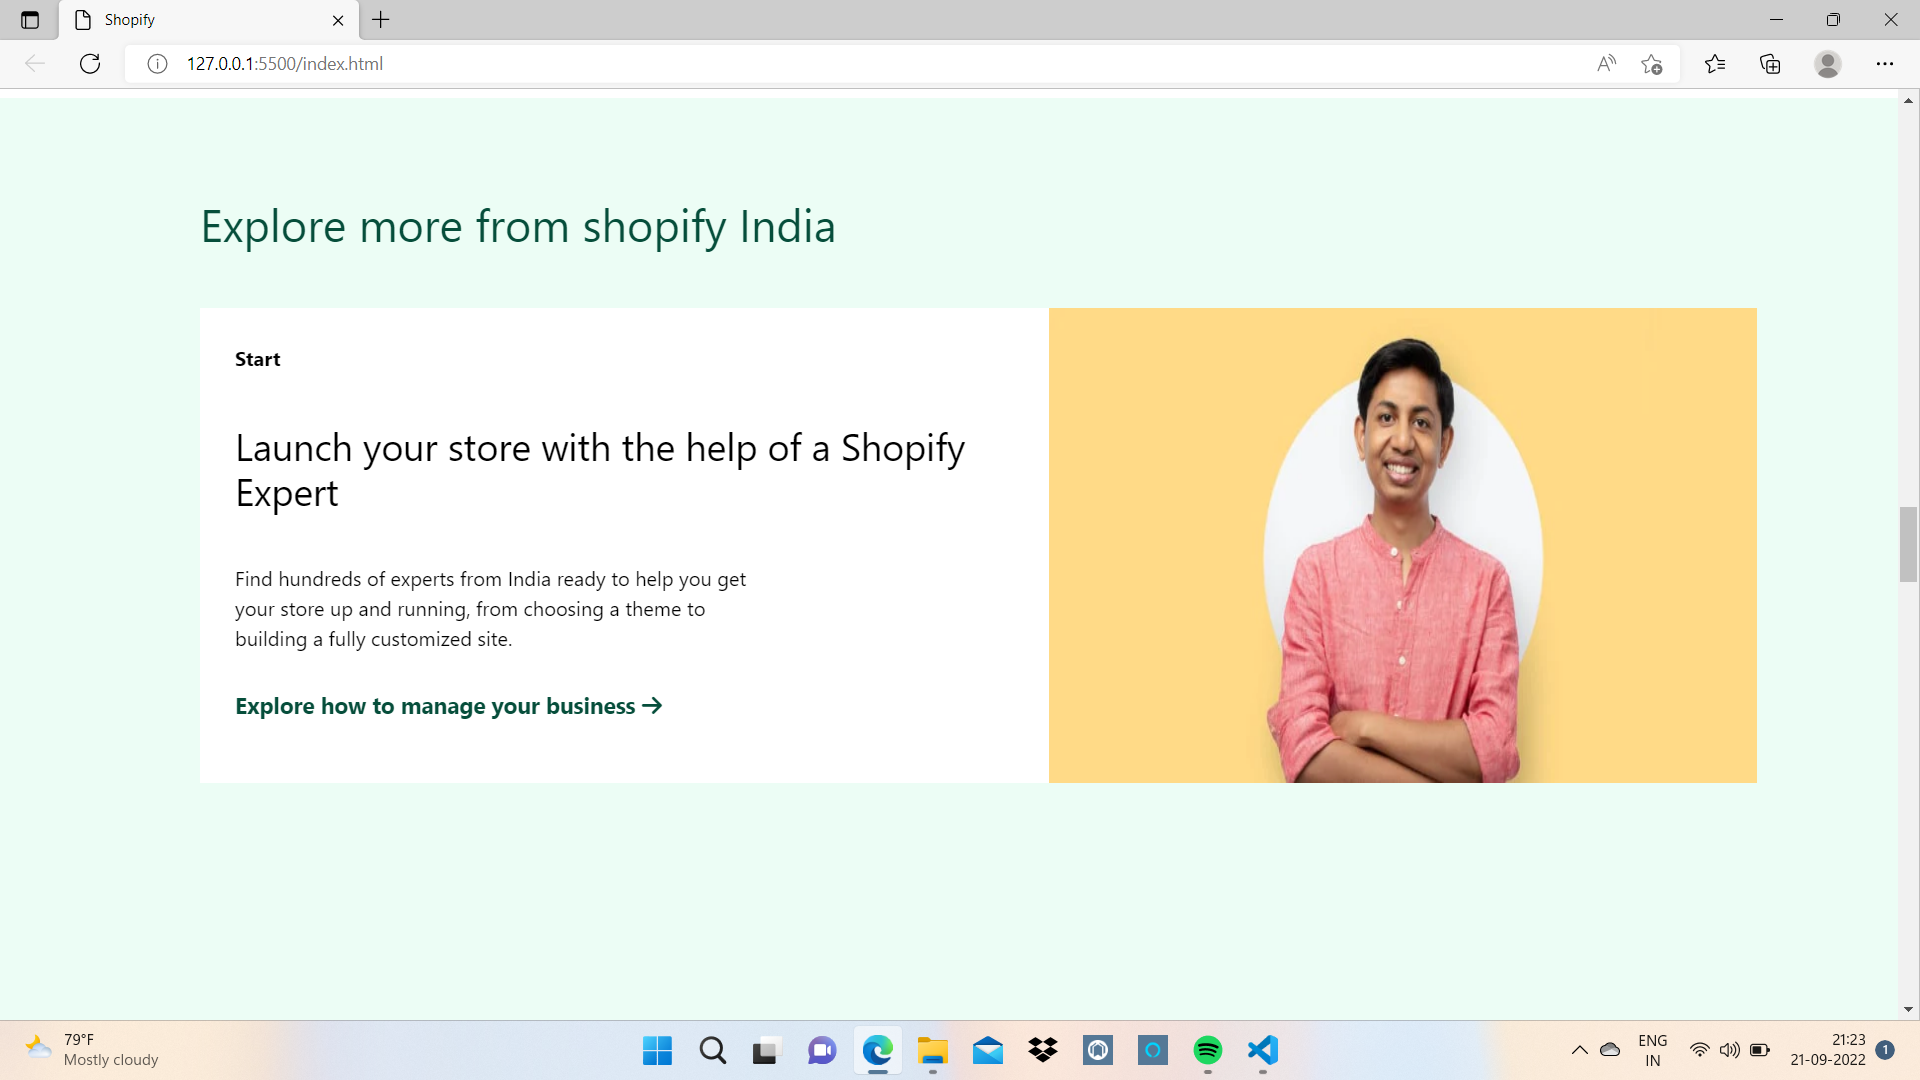 Shopify
127.0.0.1:5500/index.html
Explore more from shopify India
Start
Launch your store with the help of a Shopify
Expert
Find hundreds of experts from India ready to help you get
your store up and running, from choosing a theme to
building a fully customized site.
Explore how to manage your business →
79°F
Mostly cloudy
ENG
IN
21:23
21-09-2022
1